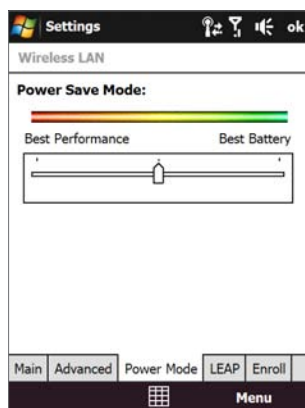 Settings ok
Wireless LAN
Power Save Mode:
Best Performance Best Battery
Main Advanced Power Mode LEAP Enroll
Menu